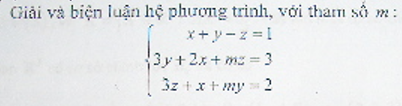 Giải và biện luận hệ phương trình, với tham số m :
x + y − z = 1
3y + 2x + mz = 3
3z + x + my = 2